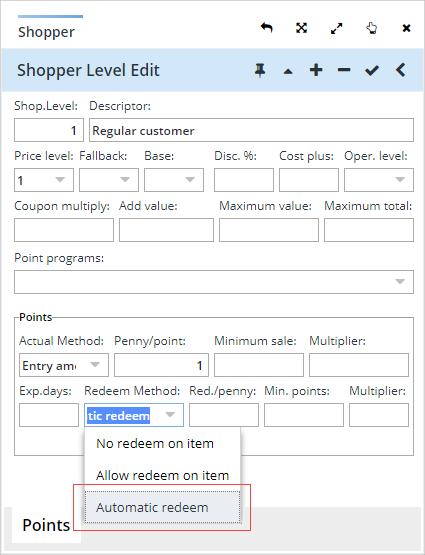 Shopper
Shopper Level Edit
Shop.Level: Descriptor:
1 Regular customer
Price level: Fallback: Base: Disc. %: Cost plus: Oper. level:
1
Coupon multiply: Add value: Maximum value: Maximum total:
Point programs:
Points
Actual Method: Penny/point: Minimum sale: Multiplier:
Entry am 1
Exp.days: Redeem Method: Red./penny: Min. points: Multiplier:
tic redeem
No redeem on item
Allow redeem on item
Automatic redeem
Points